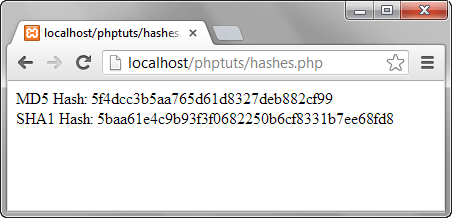 localhost/phptuts/hashes.
localhost/phptuts/hashes.php
MD5 Hash: 5f4dcc3b5aa765d61d8327deb882cf99
SHA1 Hash: 5baa61e4c9b93f3f0682250b6cf8331b7ee68fd8